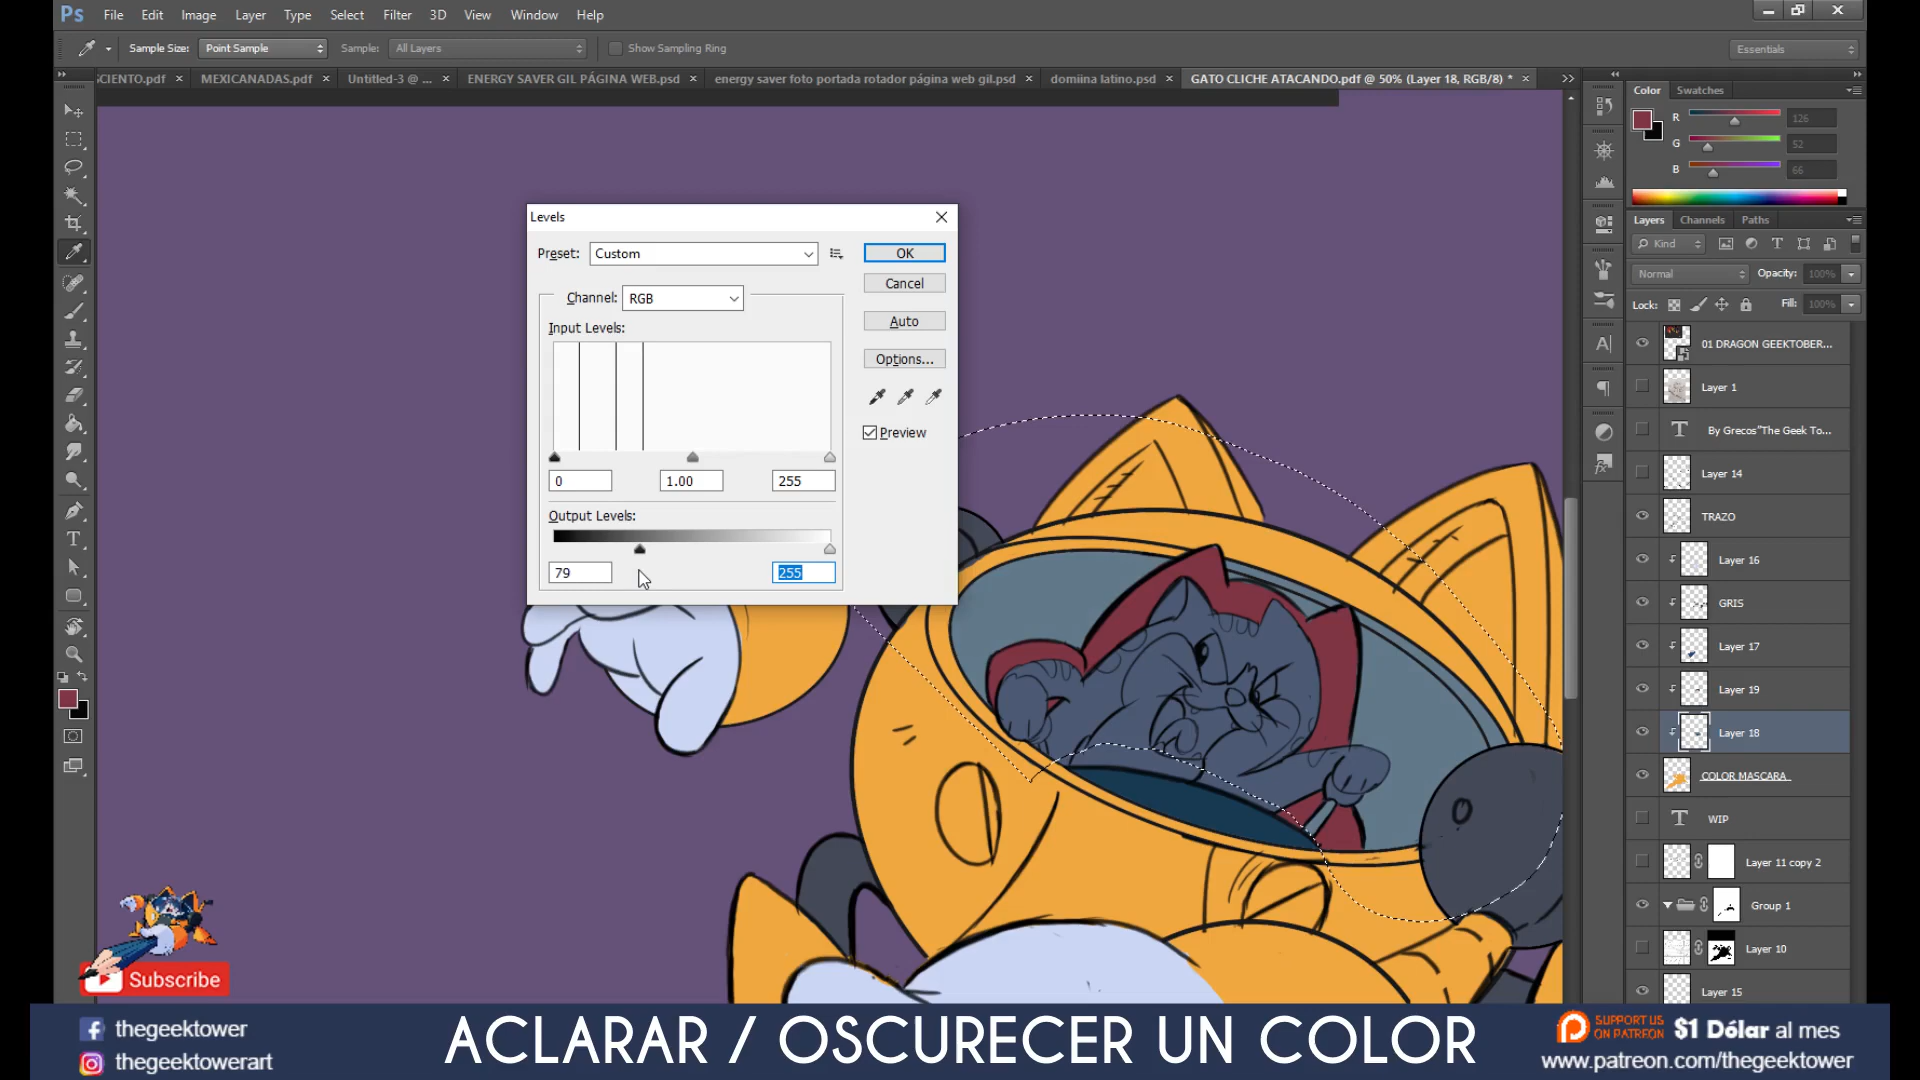 Ps File Edit Image Layer Type Select Filter 3D View Window Help
Sample Size: Point Sample Sample: All Layers Show Sampling Ring Essentials
SCIENTO.pdf × MEXICANADAS.pdf × Untitled-3 @ ... × ENERGY SAVER GIL PÁGINA WEB.psd × energy saver foto portada rotador página web gil.psd × domiina latino.psd × GATO CLICHE ATACANDO.pdf @ 50% (Layer 18, RGB/8) * ×
Color Swatches
R 126
G 52
B 66
Layers Channels Paths
Kind
Normal Opacity: 100%
Lock: Fill: 100%
01 DRAGON GEEKTOBER...
Layer 1
By Grecos"The Geek To...
Layer 14
TRAZO
Layer 16
GRIS
Layer 17
Layer 19
Layer 18
COLOR MASCARA
WIP
Layer 11 copy 2
Group 1
Layer 10
Layer 15
Levels
Preset: Custom
OK
Cancel
Channel: RGB
Auto
Input Levels:
Options...
Preview
0 1.00 255
Output Levels:
79 255
Subscribe
thegeektower
thegeektowerart
ACLARAR / OSCURECER UN COLOR
SUPPORT US ON PATREON $1 Dólar al mes
www.patreon.com/thegeektower